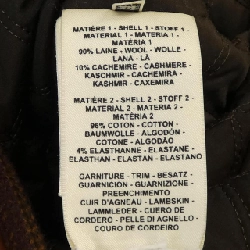 MATIÈRE 1 - SHELL 1 - STOFF 1
MATERIAL 1 - MATERIA 1 -
MATÉRIA 1
90% LAINE - WOOL - WOLLE -
LANA - LÃ
10% CACHEMIRE - CASHMERE -
KASCHMIR - CACHEMIRA -
KASHMIR - CAXEMIRA
MATIÈRE 2 - SHELL 2 - STOFF 2 -
MATERIAL 2 - MATERIA 2 -
MATÉRIA 2
96% COTON - COTTON -
BAUMWOLLE - ALGODÓN -
COTONE - ALGODÃO
4% ELASTHANNE - ELASTANE -
ELASTHAN - ELASTAN - ELASTANO
GARNITURE - TRIM - BESATZ -
GUARNICION - GUARNIZIONE -
PREENCHIMENTO
CUIR D'AGNEAU - LAMBSKIN -
LAMMLEDER - CUERO DE
CORDERO - PELLE DI AGNELLO -
COURO DE CORDEIRO